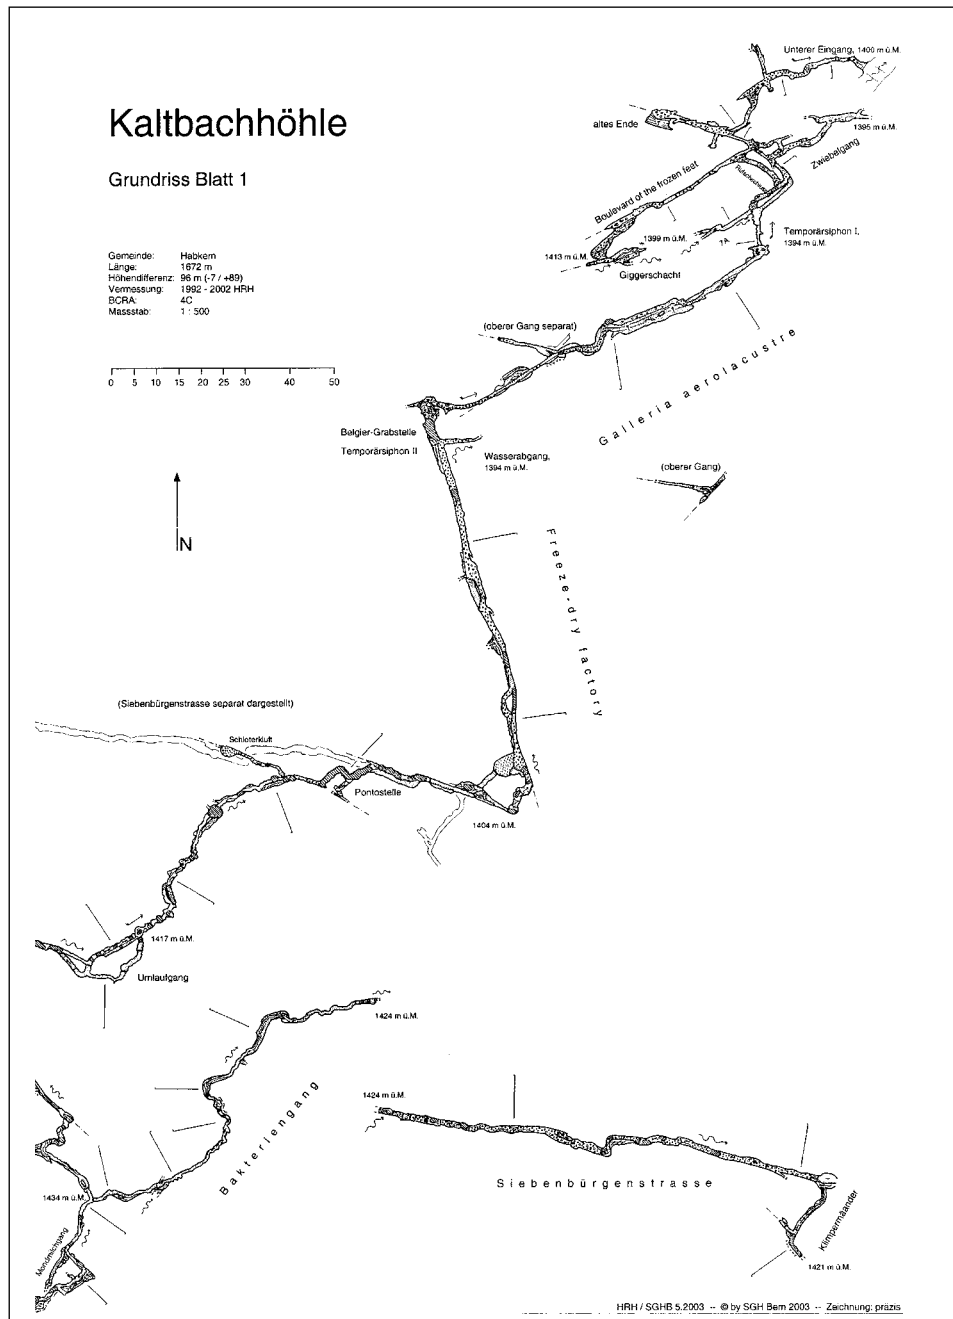 Kaltbachhöhle
Grundriss Blatt 1
Gemeinde: Habkern
Länge: 1672 m
Höhendifferenz: 96 m (-7 / +89)
Vermessung: 1992 - 2002 HRH
BCRA: 4C
Massstab: 1 : 500
0 5 10 15 20 25 30 40 50
N
Unterer Eingang, 1400 m ü.M.
altes Ende
1395 m ü.M.
Zwiebelgang
Boulevard of the frozen feet
Temporärsiphon I,
1394 m ü.M.
1399 m ü.M.
1413 m ü.M.
Giggerschacht
(oberer Gang separat)
Galleria aerolacustre
Belgier-Grabstelle
Temporärsiphon II
Wasserabgang,
1394 m ü.M.
(oberer Gang)
Freeze-dry factory
(Siebenbürgenstrasse separat dargestellt)
Schloterkluft
Pontostelle
1404 m ü.M.
1417 m ü.M.
Umlaufgang
1424 m ü.M.
Bakteriengang
1434 m ü.M.
Mondmilchgang
1424 m ü.M.
Siebenbürgenstrasse
Klimpermäander
1421 m ü.M.
HRH / SGHB 5.2003 -- © by SGH Bern 2003 -- Zeichnung: präzis